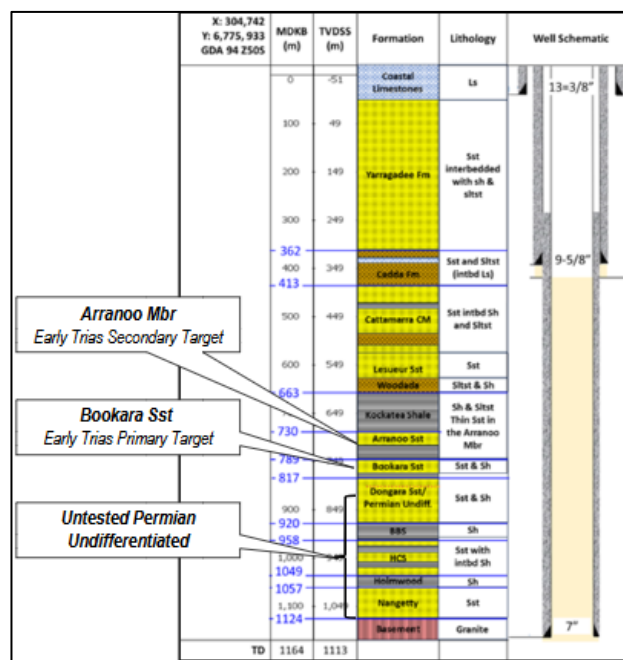 X: 304,742
Y: 6,775, 933
GDA 94 Z50S
MDKB
(m)
TVDSS
(m)
Formation
Lithology
Well Schematic
0
-51
Coastal
Limestones
Ls
13=3/8”
100
49
200
149
Yarragadee Fm
Sst
interbedded
with sh &
sltst
300
249
362
400
349
Cadda Fm
Sst and Sltst
(intbd Ls)
9-5/8”
413
500
449
Cattamarra CM
Sst intbd Sh
and Sltst
Arranoo Mbr
Early Trias Secondary Target
600
549
Lesueur Sst
Sst
Woodada
Sltst & Sh
663
649
Kockatea Shale
Sh & Sltst
Thin Sst in
the Arranoo
Mbr
730
Arranoo Sst
Bookara Sst
Early Trias Primary Target
789
Bookara Sst
Sst & Sh
817
Dongara Sst/
Permian Undiff.
Sst & Sh
900
849
Untested Permian
Undifferentiated
920
BBS
Sh
958
1,000
HCS
Sst with
intbd Sh
1049
Holmwood
Sh
1057
1,100
1,049
Nangetty
Sst
1124
Basement
Granite
7”
TD
1164
1113